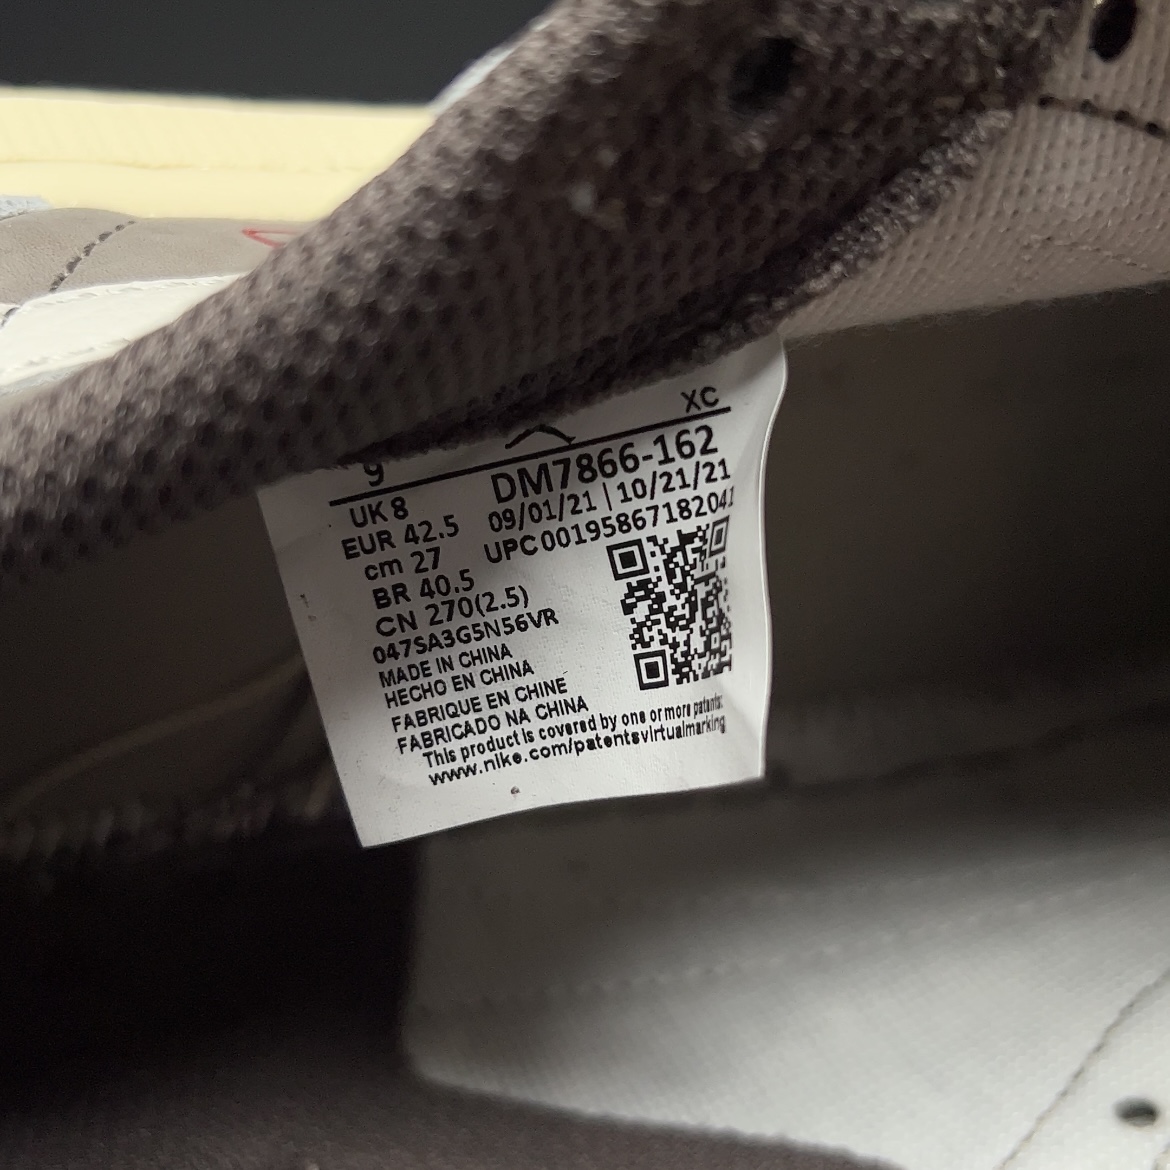 XC
9
DM7866-162
UK 8
09/01/21 | 10/21/21
EUR 42.5
UPC 00195867182041
cm 27
BR 40.5
CN 270(2.5)
047SA3G5N56VR
MADE IN CHINA
HECHO EN CHINA
FABRIQUE EN CHINE
FABRICADO NA CHINA
This product is covered by one or more patents:
www.nike.com/patentsvirtualmarking